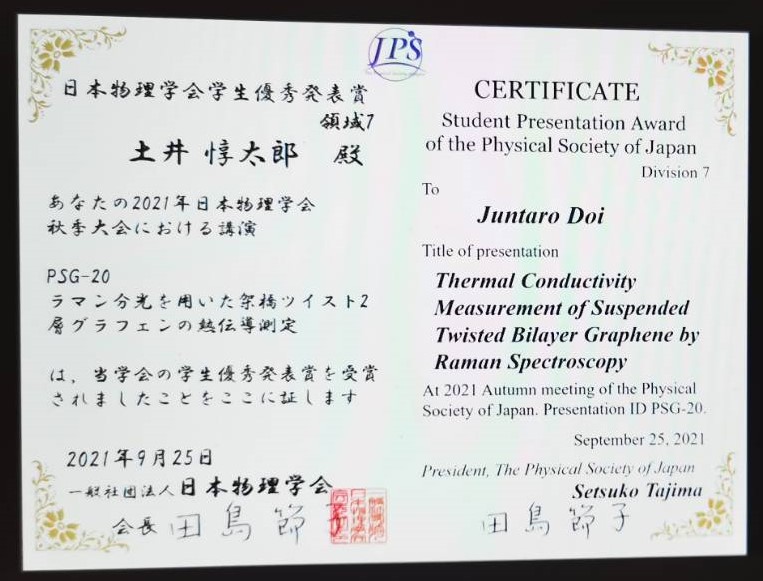 JPS
日本物理学会学生優秀発表賞
領域7
土井 惇太郎 殿
あなたの2021年日本物理学会
秋季大会における講演
PSG-20
ラマン分光を用いた架橋ツイスト2
層グラフェンの熱伝導測定
は、当学会の学生優秀発表賞を受賞
されましたことをここに証します
2021年9月25日
一般社団法人日本物理学会
会長 田島節子
CERTIFICATE
Student Presentation Award
of the Physical Society of Japan
Division 7
To
Juntaro Doi
Title of presentation
Thermal Conductivity
Measurement of Suspended
Twisted Bilayer Graphene by
Raman Spectroscopy
At 2021 Autumn meeting of the Physical
Society of Japan. Presentation ID PSG-20.
September 25, 2021
President, The Physical Society of Japan
Setsuko Tajima
田島節子